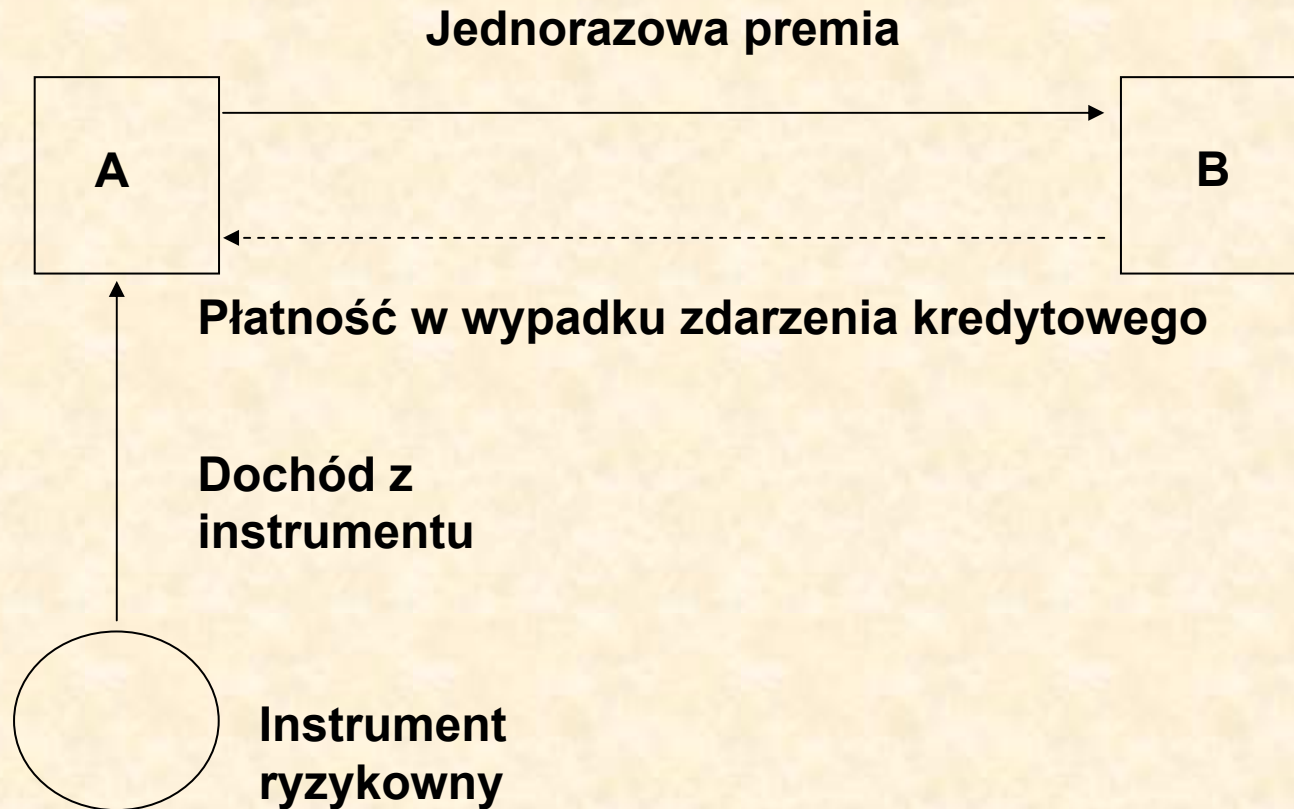 Jednorazowa premia
A
B
Płatność w wypadku zdarzenia kredytowego
Dochód z
instrumentu
Instrument
ryzykowny